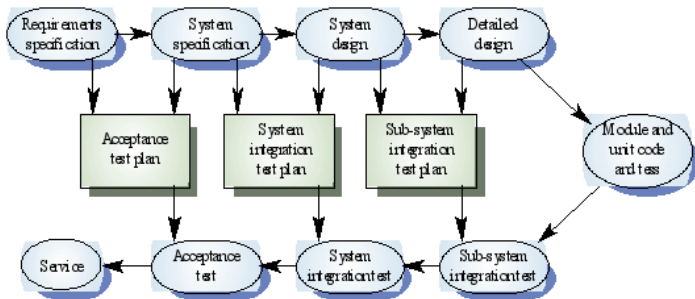 Requirements
specification
System
specification
System
design
Detailed
design
Acceptance
test plan
System
integration
test plan
Sub-system
integration
test plan
Module and
unit code
and tess
Service
Acceptance
test
System
integration test
Sub-system
integration test